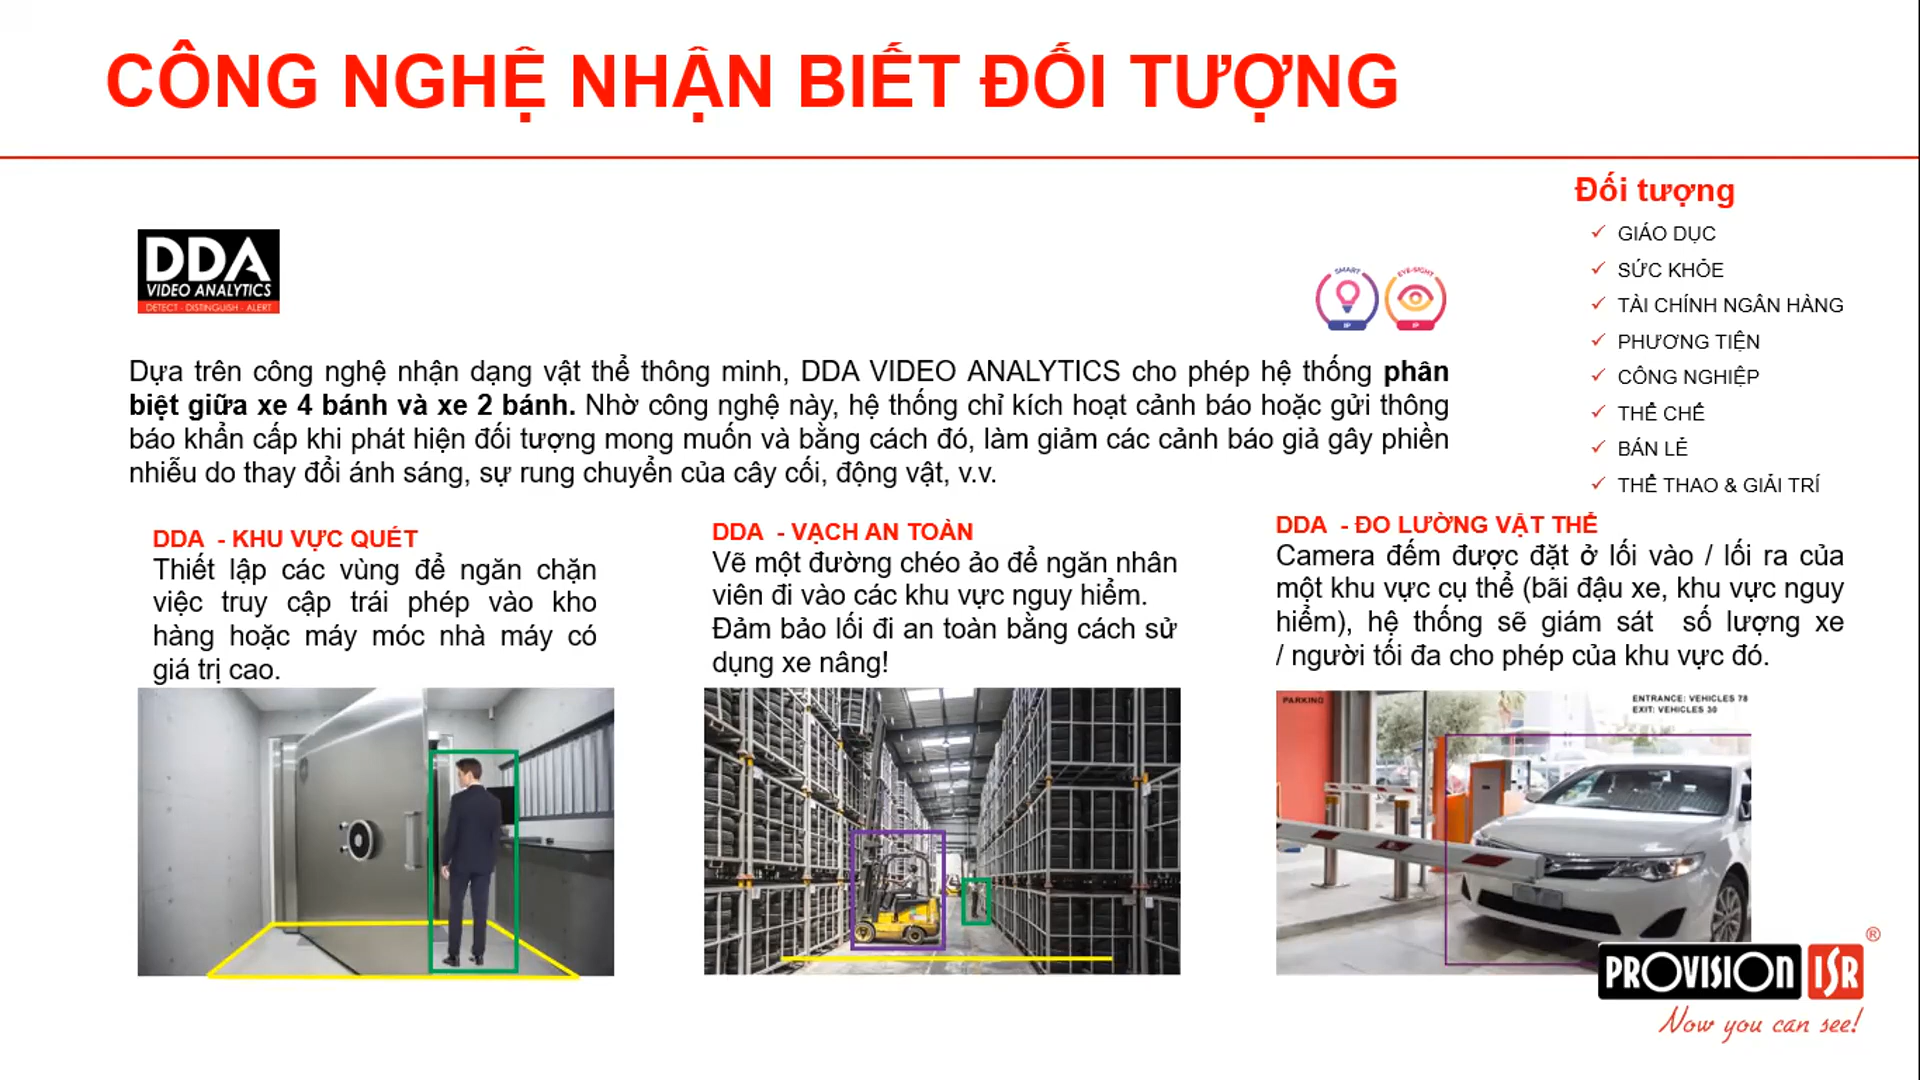 CÔNG NGHỆ NHẬN BIẾT ĐỐI TƯỢNG
DDA
VIDEO ANALYTICS
DETECT - DISTINGUISH - ALERT
SMART
IP
EYE-SIGHT
IP
Dựa trên công nghệ nhận dạng vật thể thông minh, DDA VIDEO ANALYTICS cho phép hệ thống phân
biệt giữa xe 4 bánh và xe 2 bánh. Nhờ công nghệ này, hệ thống chỉ kích hoạt cảnh báo hoặc gửi thông
báo khẩn cấp khi phát hiện đối tượng mong muốn và bằng cách đó, làm giảm các cảnh báo giả gây phiền
nhiễu do thay đổi ánh sáng, sự rung chuyển của cây cối, động vật, v.v.
Đối tượng
GIÁO DỤC
SỨC KHỎE
TÀI CHÍNH NGÂN HÀNG
PHƯƠNG TIỆN
CÔNG NGHIỆP
THỂ CHẾ
BÁN LẺ
THỂ THAO & GIẢI TRÍ
DDA - KHU VỰC QUÉT
Thiết lập các vùng để ngăn chặn
việc truy cập trái phép vào kho
hàng hoặc máy móc nhà máy có
giá trị cao.
DDA - VẠCH AN TOÀN
Vẽ một đường chéo ảo để ngăn nhân
viên đi vào các khu vực nguy hiểm.
Đảm bảo lối đi an toàn bằng cách sử
dụng xe nâng!
DDA - ĐO LƯỜNG VẬT THỂ
Camera đếm được đặt ở lối vào / lối ra của
một khu vực cụ thể (bãi đậu xe, khu vực nguy
hiểm), hệ thống sẽ giám sát số lượng xe
/ người tối đa cho phép của khu vực đó.
PARKING
ENTRANCE: VEHICLES 78
EXIT: VEHICLES 30
PROVISION ISR ®
Now you can see!